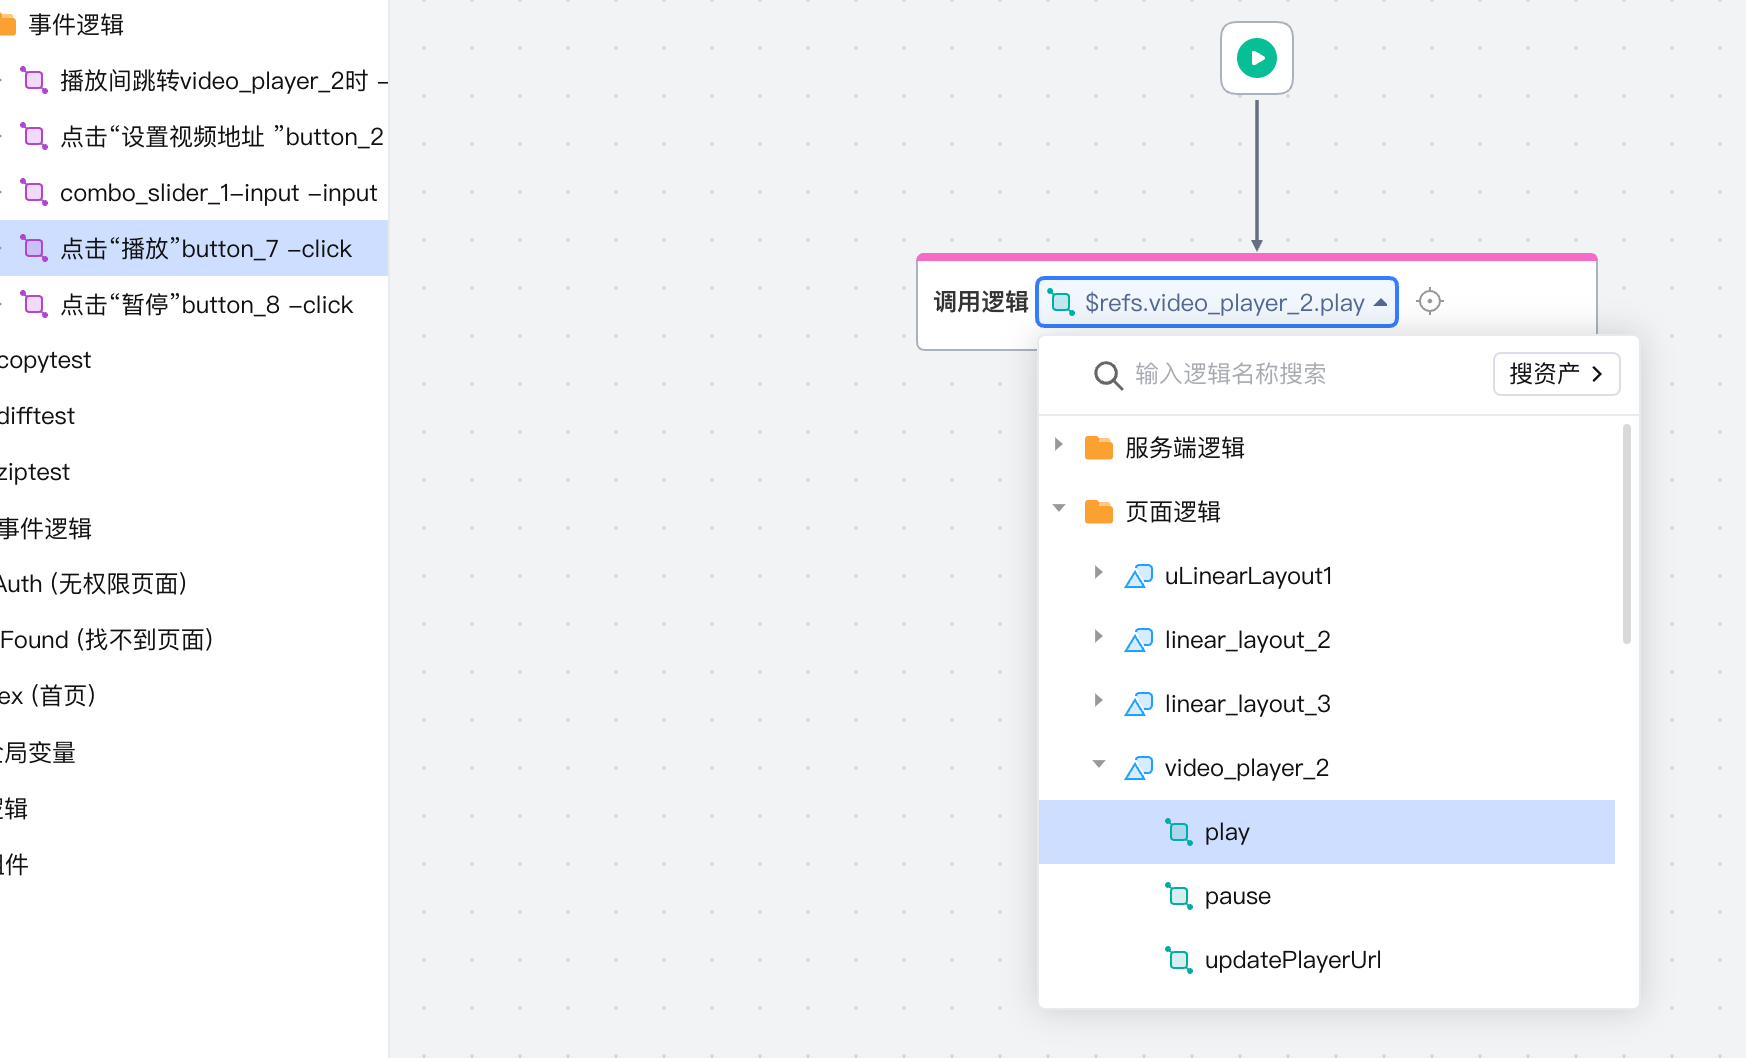 事件逻辑
播放间跳转video_player_2时 –
点击“设置视频地址 ”button_2
combo_slider_1–input –input
点击“播放”button_7 –click
点击“暂停”button_8 –click
copytest
difftest
ziptest
事件逻辑
Auth (无权限页面)
Found (找不到页面)
ex (首页)
全局变量
逻辑
组件
调用逻辑
$refs.video_player_2.play
输入逻辑名称搜索
搜资产
服务端逻辑
页面逻辑
uLinearLayout1
linear_layout_2
linear_layout_3
video_player_2
play
pause
updatePlayerUrl